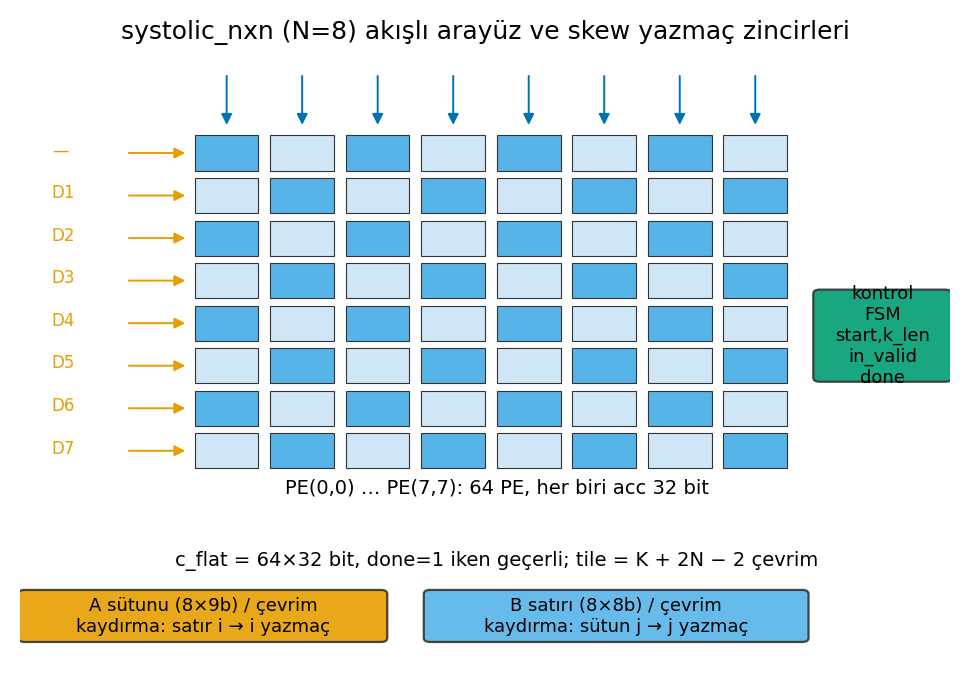 systolic_nxn (N=8) akışlı arayüz ve skew yazmaç zincirleri
—
D1
D2
D3
D4
D5
D6
D7
kontrol
FSM
start,k_len
in_valid
done
PE(0,0) … PE(7,7): 64 PE, her biri acc 32 bit
c_flat = 64×32 bit, done=1 iken geçerli; tile = K + 2N − 2 çevrim
A sütunu (8×9b) / çevrim
kaydırma: satır i → i yazmaç
B satırı (8×8b) / çevrim
kaydırma: sütun j → j yazmaç